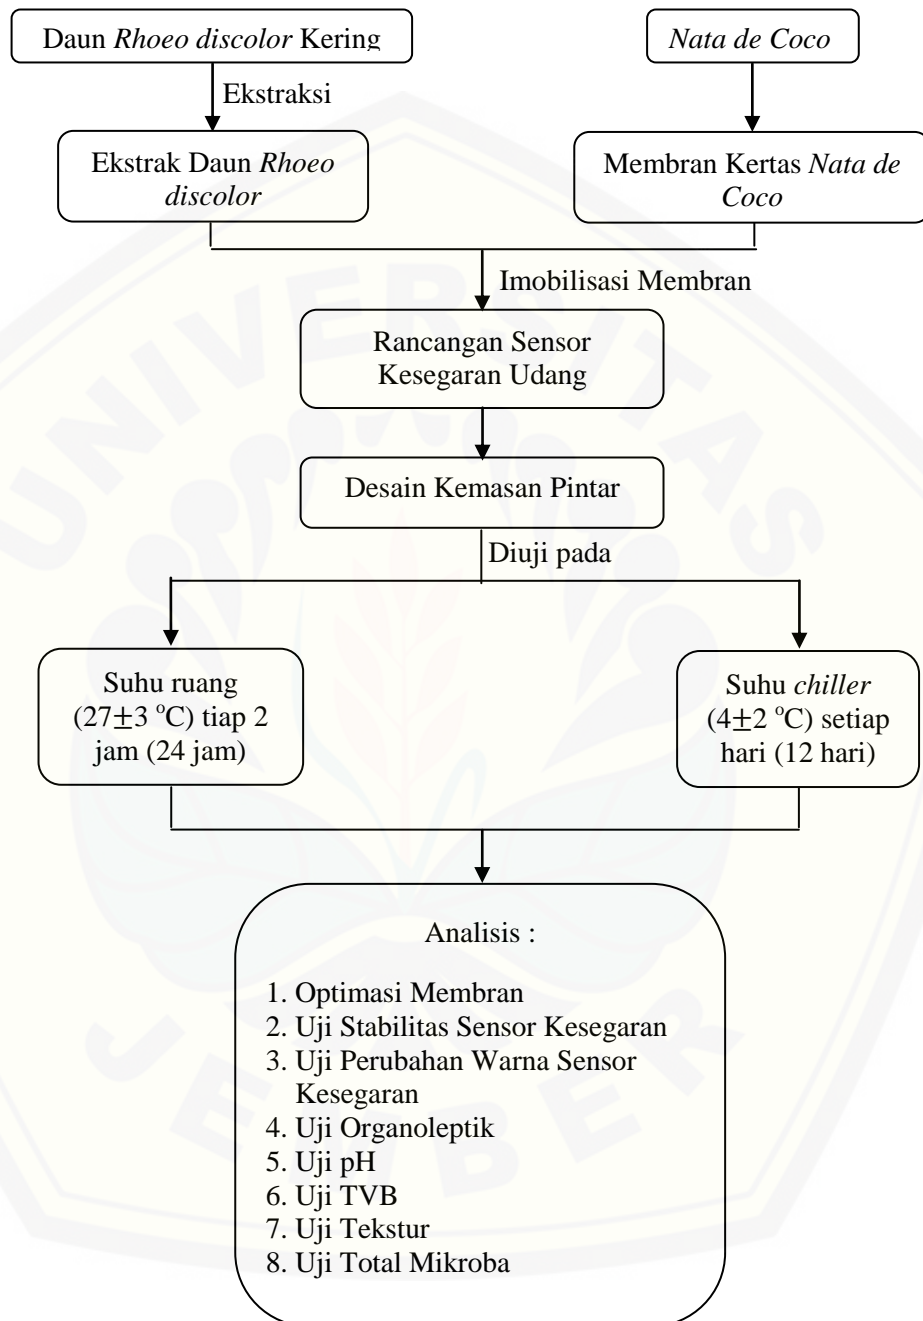 Daun Rhoeo discolor Kering
Nata de Coco
Ekstraksi
Ekstrak Daun Rhoeo
discolor
Membran Kertas Nata de
Coco
Imobilisasi Membran
Rancangan Sensor
Kesegaran Udang
Desain Kemasan Pintar
Diuji pada
Suhu ruang
(27±3 °C) tiap 2
jam (24 jam)
Suhu chiller
(4±2 °C) setiap
hari (12 hari)
Analisis :
1. Optimasi Membran
2. Uji Stabilitas Sensor Kesegaran
3. Uji Perubahan Warna Sensor
Kesegaran
4. Uji Organoleptik
5. Uji pH
6. Uji TVB
7. Uji Tekstur
8. Uji Total Mikroba
UNIVERSITAS
JEMBER